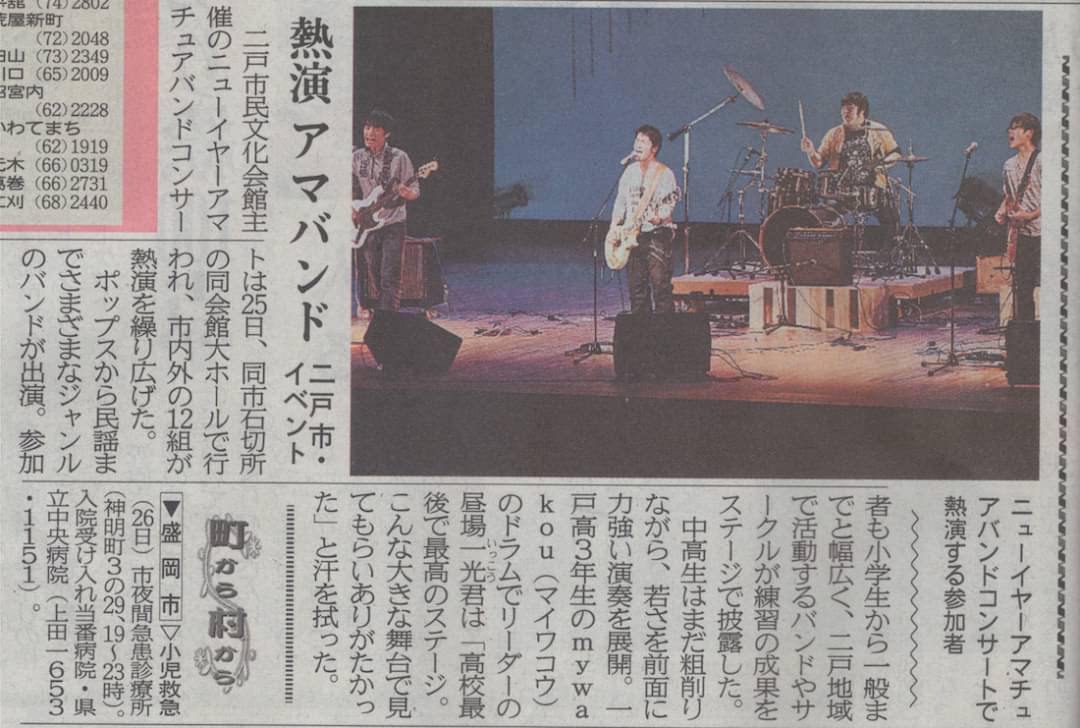 熱演 アマバンド
二戸市・
イベント
二戸市民文化会館主
催のニューイヤーアマ
チュアバンドコンサー
トは25日、同市石切所
の同会館大ホールで行
われ、市内外の12組が
熱演を繰り広げた。
ポップスから民謡ま
でさまざまなジャンル
のバンドが出演。参加
者も小学生から一般ま
でと幅広く、二戸地域
で活動するバンドやサ
ークルが練習の成果を
ステージで披露した。
中高生はまだ粗削り
ながら、若さを前面に
力強い演奏を展開。一
戸高3年生のmywa
kou（マイワコウ）
のドラムでリーダーの
昼場一光君は「高校最
いっこう
後で最高のステージ。
こんな大きな舞台で見
てもらいありがたかっ
た」と汗を拭った。
ニューイヤーアマチュ
アバンドコンサートで
熱演する参加者
町から村から
▼盛岡市▽小児救急
（26日）市夜間急患診療所
（神明町3の29、19～23時）。
入院受け入れ当番病院・県
立中央病院（上田―653
・1151）。
(74)2802
屋新町
(72)2048
山 (73)2349
口 (65)2009
宮内
(62)2228
いわてまち
(62)1919
木 (66)0319
巻 (66)2731
刈 (68)2440